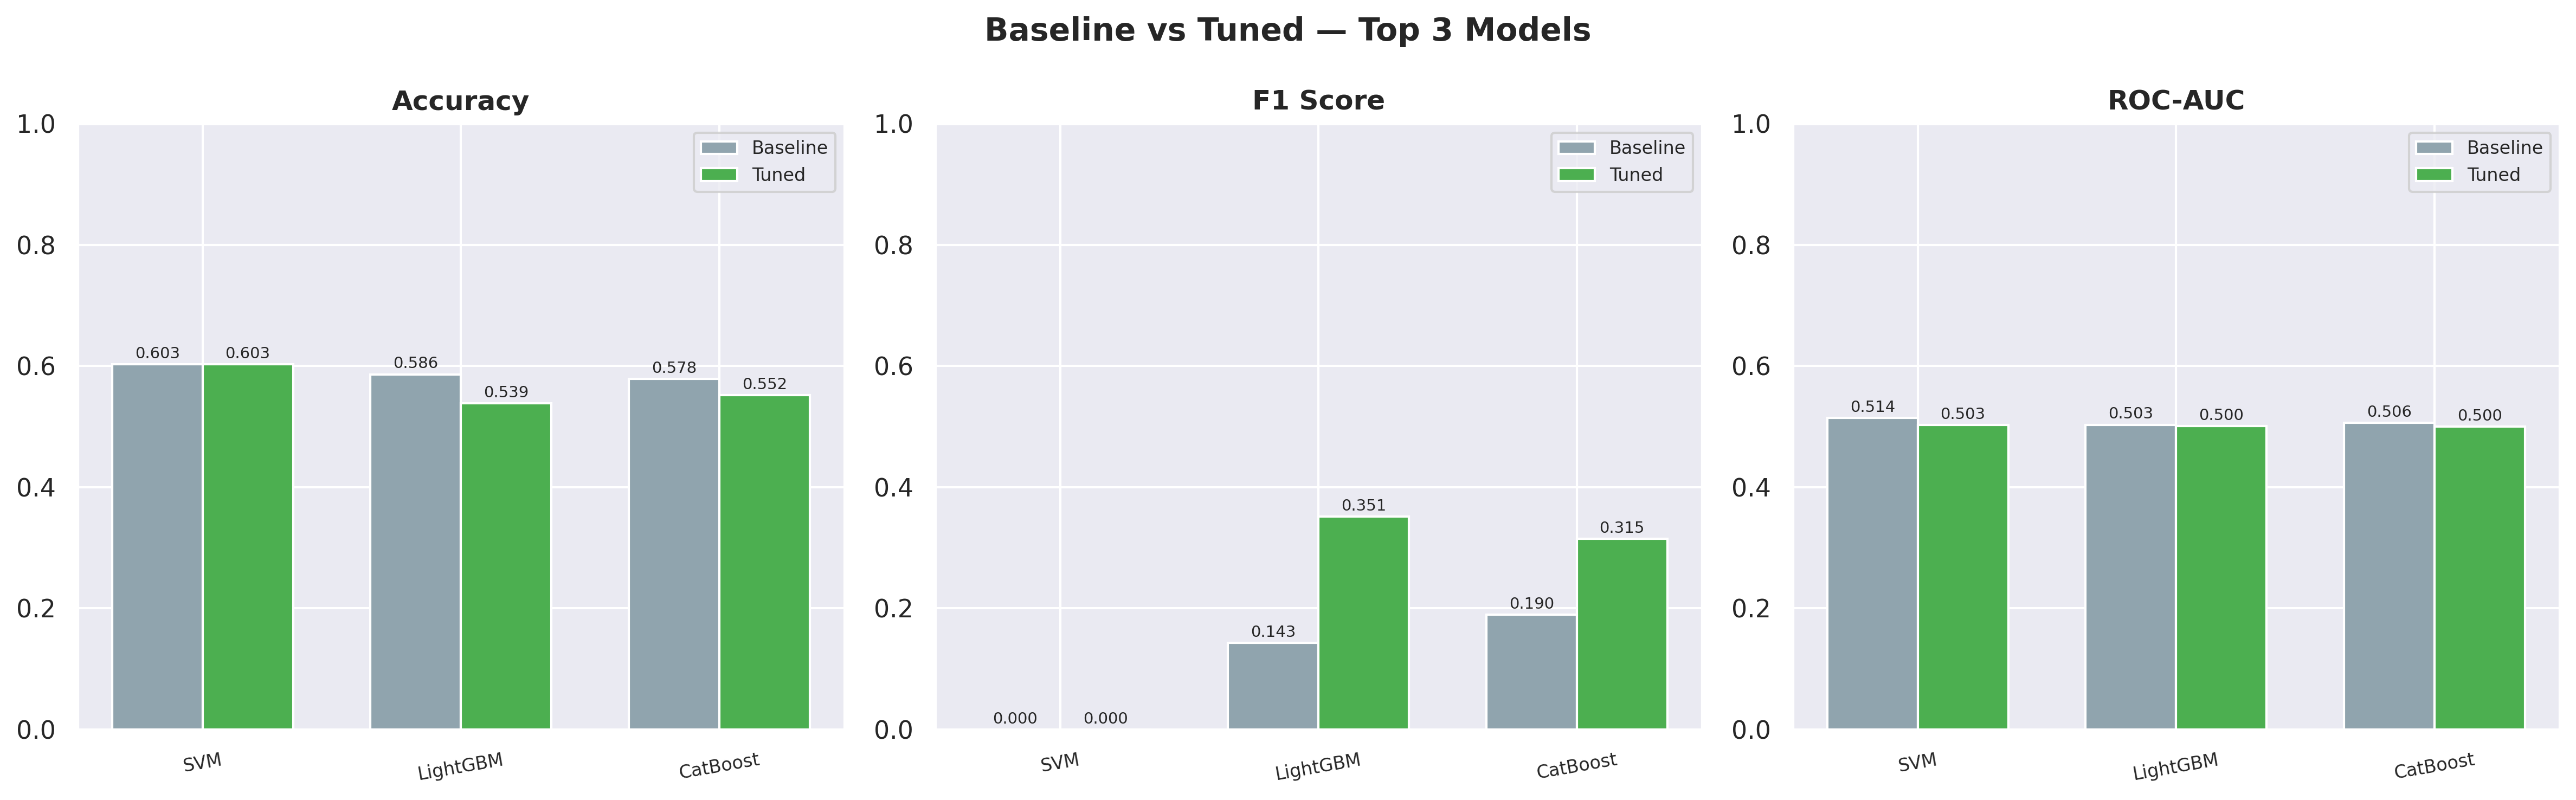 Baseline vs Tuned — Top 3 Models
Accuracy
1.0
0.8
0.6
0.4
0.2
0.0
Baseline
Tuned
0.603
0.603
0.586
0.539
0.578
0.552
SVM
LightGBM
CatBoost
F1 Score
1.0
0.8
0.6
0.4
0.2
0.0
Baseline
Tuned
0.000
0.000
0.143
0.351
0.190
0.315
SVM
LightGBM
CatBoost
ROC-AUC
1.0
0.8
0.6
0.4
0.2
0.0
Baseline
Tuned
0.514
0.503
0.503
0.500
0.506
0.500
SVM
LightGBM
CatBoost